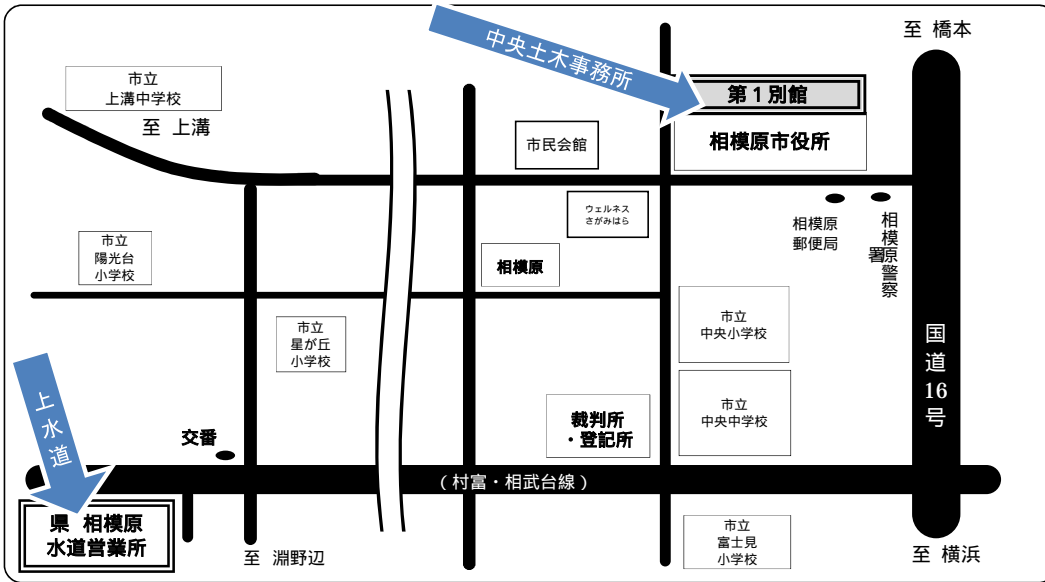 至 橋本
中央土木事務所
市立
上溝中学校
至 上溝
第1別館
相模原市役所
市民会館
ウェルネス
さがみはら
相模原
郵便局
相模原警察
署
市立
陽光台
小学校
相模原
市立
星が丘
小学校
市立
中央小学校
国道16号
上水道
市立
中央中学校
裁判所
・登記所
交番
(村富・相武台線)
県 相模原
水道営業所
至 淵野辺
市立
富士見
小学校
至 横浜